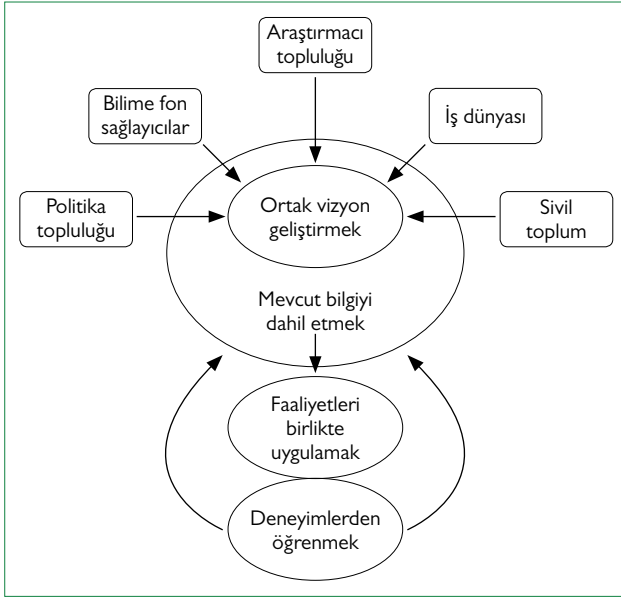 Araştırmacı
topluluğu
Bilime fon
sağlayıcılar
İş dünyası
Politika
topluluğu
Ortak vizyon
geliştirmek
Sivil
toplum
Mevcut bilgiyi
dahil etmek
Faaliyetleri
birlikte
uygulamak
Deneyimlerden
öğrenmek